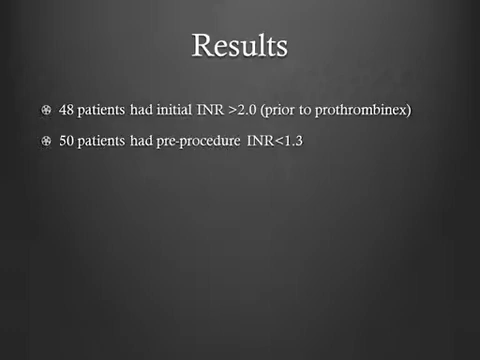 Results
48 patients had initial INR >2.0 (prior to prothrombinex)
50 patients had pre-procedure INR<1.3